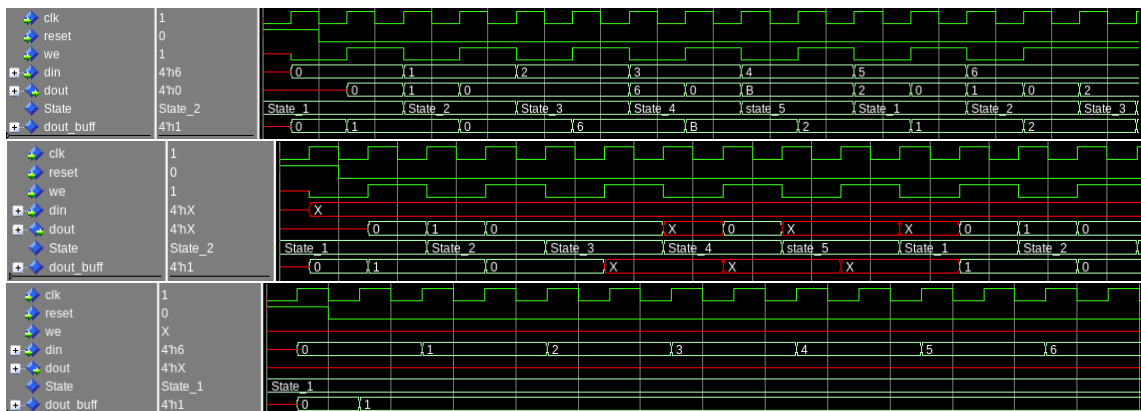 clk 1
reset 0
we 1
din 4'h6 0 1 2 3 4 5 6
dout 4'h0 0 1 0 6 0 B 2 0 1 0 2
State State_2 State_1 State_2 State_3 State_4 state_5 State_1 State_2 State_3
dout_buff 4'h1 0 1 0 6 B 2 1 2
clk 1
reset 0
we 1
din 4'hX X
dout 4'hX 0 1 0 X 0 X X 0 1 0
State State_2 State_1 State_2 State_3 State_4 state_5 State_1 State_2
dout_buff 4'h1 0 1 0 X X X 1 0
clk 1
reset 0
we X
din 4'h6 0 1 2 3 4 5 6
dout 4'hX
State State_1 State_1
dout_buff 4'h1 0 1